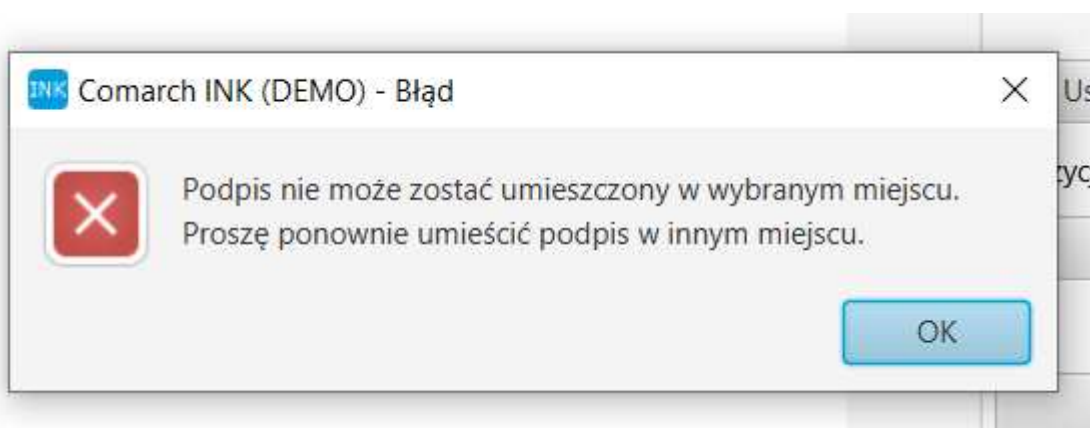 INK Comarch INK (DEMO) - Błąd
Podpis nie może zostać umieszczony w wybranym miejscu.
Proszę ponownie umieścić podpis w innym miejscu.
OK